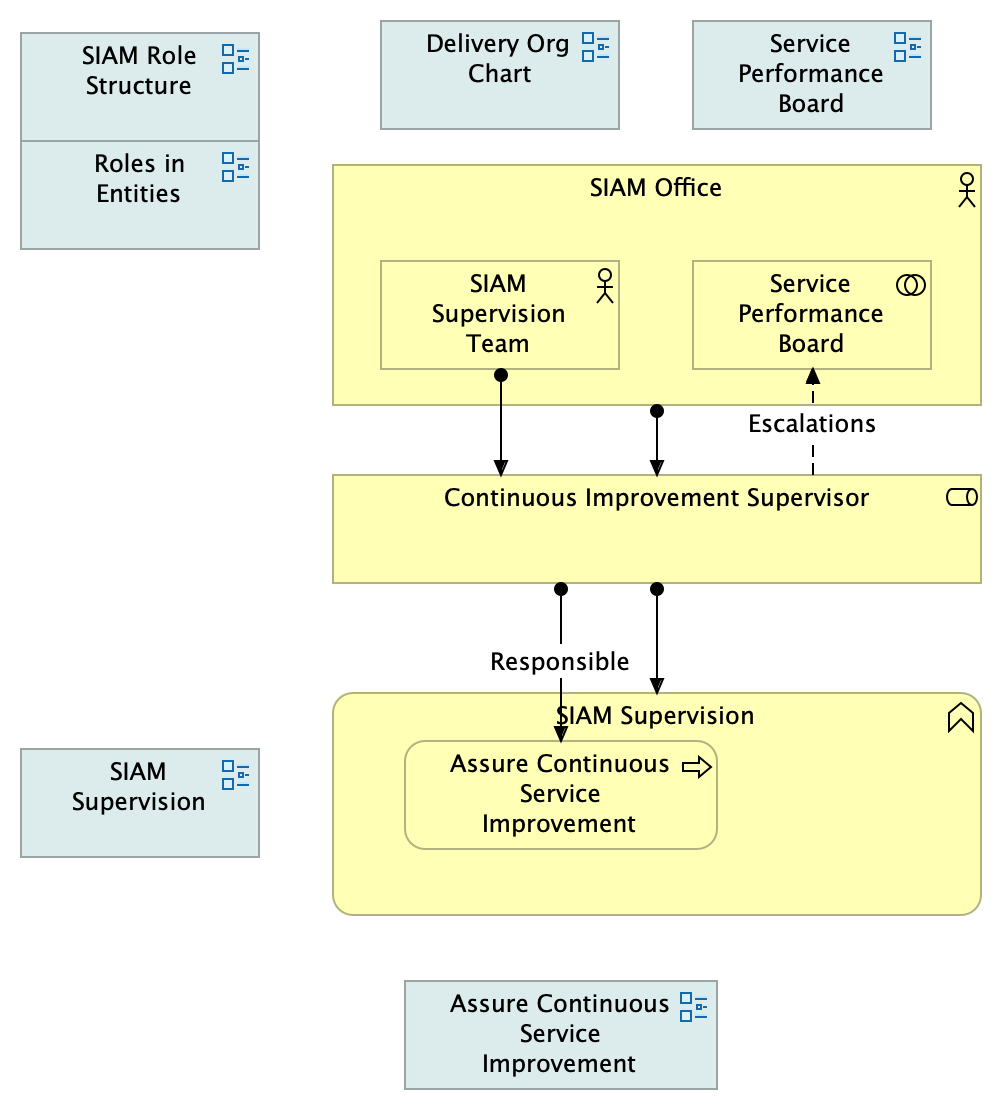 SIAM Role
Structure
Roles in
Entities
Delivery Org
Chart
Service
Performance
Board
SIAM Office
SIAM
Supervision
Team
Service
Performance
Board
Escalations
Continuous Improvement Supervisor
Responsible
SIAM Supervision
Assure Continuous
Service
Improvement
SIAM
Supervision
Assure Continuous
Service
Improvement